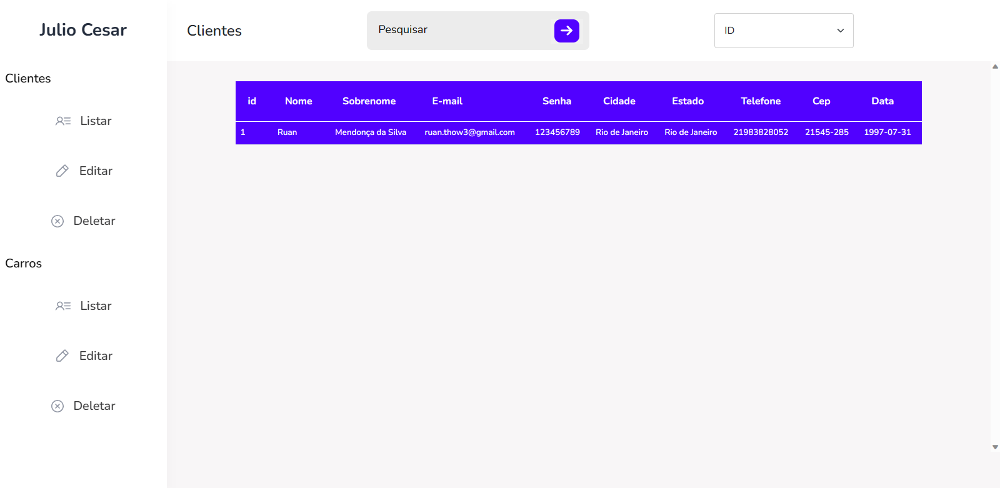 Julio Cesar
Clientes
Listar
Editar
Deletar
Carros
Listar
Editar
Deletar
Clientes
Pesquisar
ID
id Nome Sobrenome E-mail Senha Cidade Estado Telefone Cep Data
1 Ruan Mendonça da Silva ruan.thow3@gmail.com 123456789 Rio de Janeiro Rio de Janeiro 21983828052 21545-285 1997-07-31